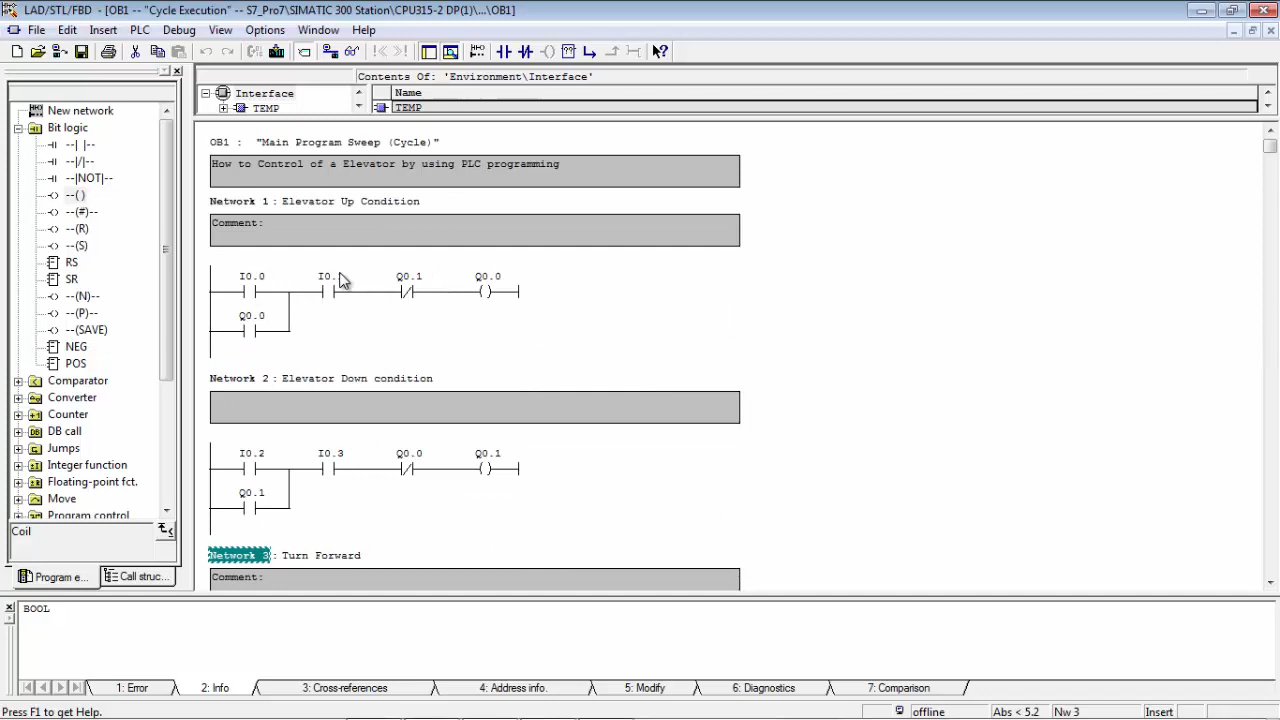 LAD/STL/FBD - [OB1 -- "Cycle Execution" -- S7_Pro7\SIMATIC 300 Station\CPU315-2 DP(1)\...\OB1]
File Edit Insert PLC Debug View Options Window Help
Contents Of: 'Environment\Interface'
Interface
TEMP
Name
TEMP
New network
Bit logic
--| |--
--|/|--
--|NOT|--
--( )
--(#)--
--(R)
--(S)
RS
SR
--(N)--
--(P)--
--(SAVE)
NEG
POS
Comparator
Converter
Counter
DB call
Jumps
Integer function
Floating-point fct.
Move
Program control
Coil
Program e...
Call struc...
OB1 : "Main Program Sweep (Cycle)"
How to Control of a Elevator by using PLC programming
Network 1 : Elevator Up Condition
Comment:
I0.0 Q0.1 Q0.0
Q0.0
Network 2 : Elevator Down condition
I0.2 I0.3 Q0.0 Q0.1
Q0.1
Network 3 : Turn Forward
Comment:
BOOL
1: Error 2: Info 3: Cross-references 4: Address info. 5: Modify 6: Diagnostics 7: Comparison
Press F1 to get Help. offline Abs < 5.2 Nw 3 Insert